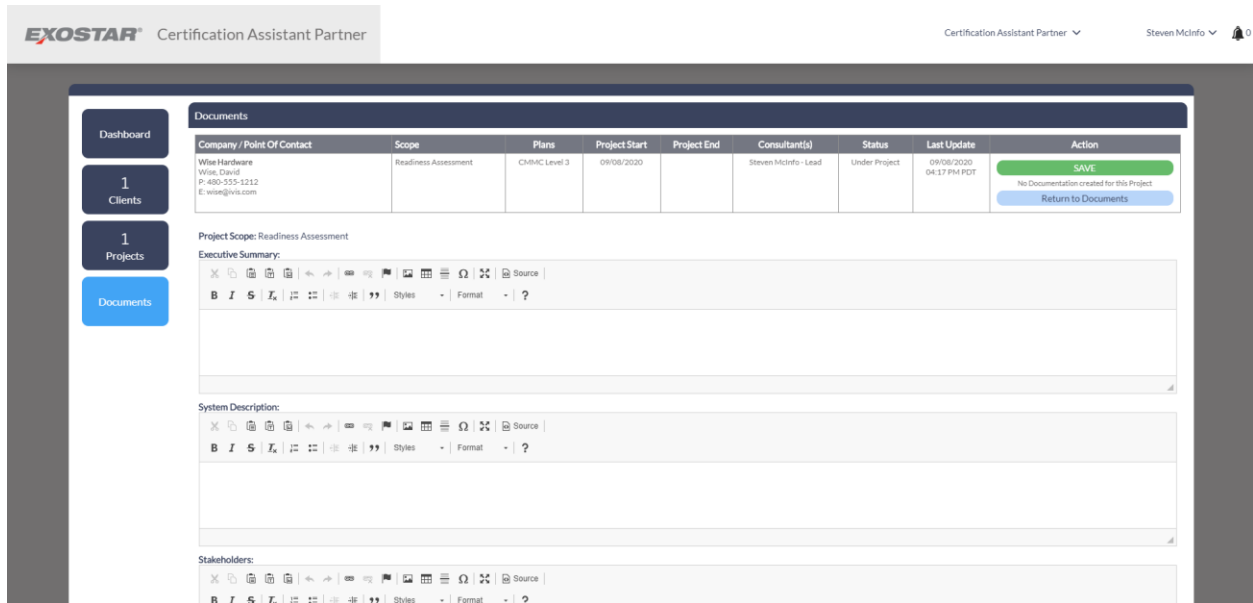 EXOSTAR® Certification Assistant Partner
Certification Assistant Partner
Steven McInfo
0
Dashboard
1
Clients
1
Projects
Documents
Documents
Company / Point Of Contact Scope Plans Project Start Project End Consultant(s) Status Last Update Action
Wise Hardware Readiness Assessment CMMC Level 3 09/08/2020 Steven McInfo - Lead Under Project 09/08/2020 SAVE
Wise, David 04:17 PM PDT
P: 480-555-1212 No Documentation created for this Project
E: wise@ivis.com Return to Documents
Project Scope: Readiness Assessment
Executive Summary:
Ω Source
B I S Tx Styles Format ?
System Description:
Ω Source
B I S Tx Styles Format ?
Stakeholders:
Ω Source
B I S Tx Styles Format ?